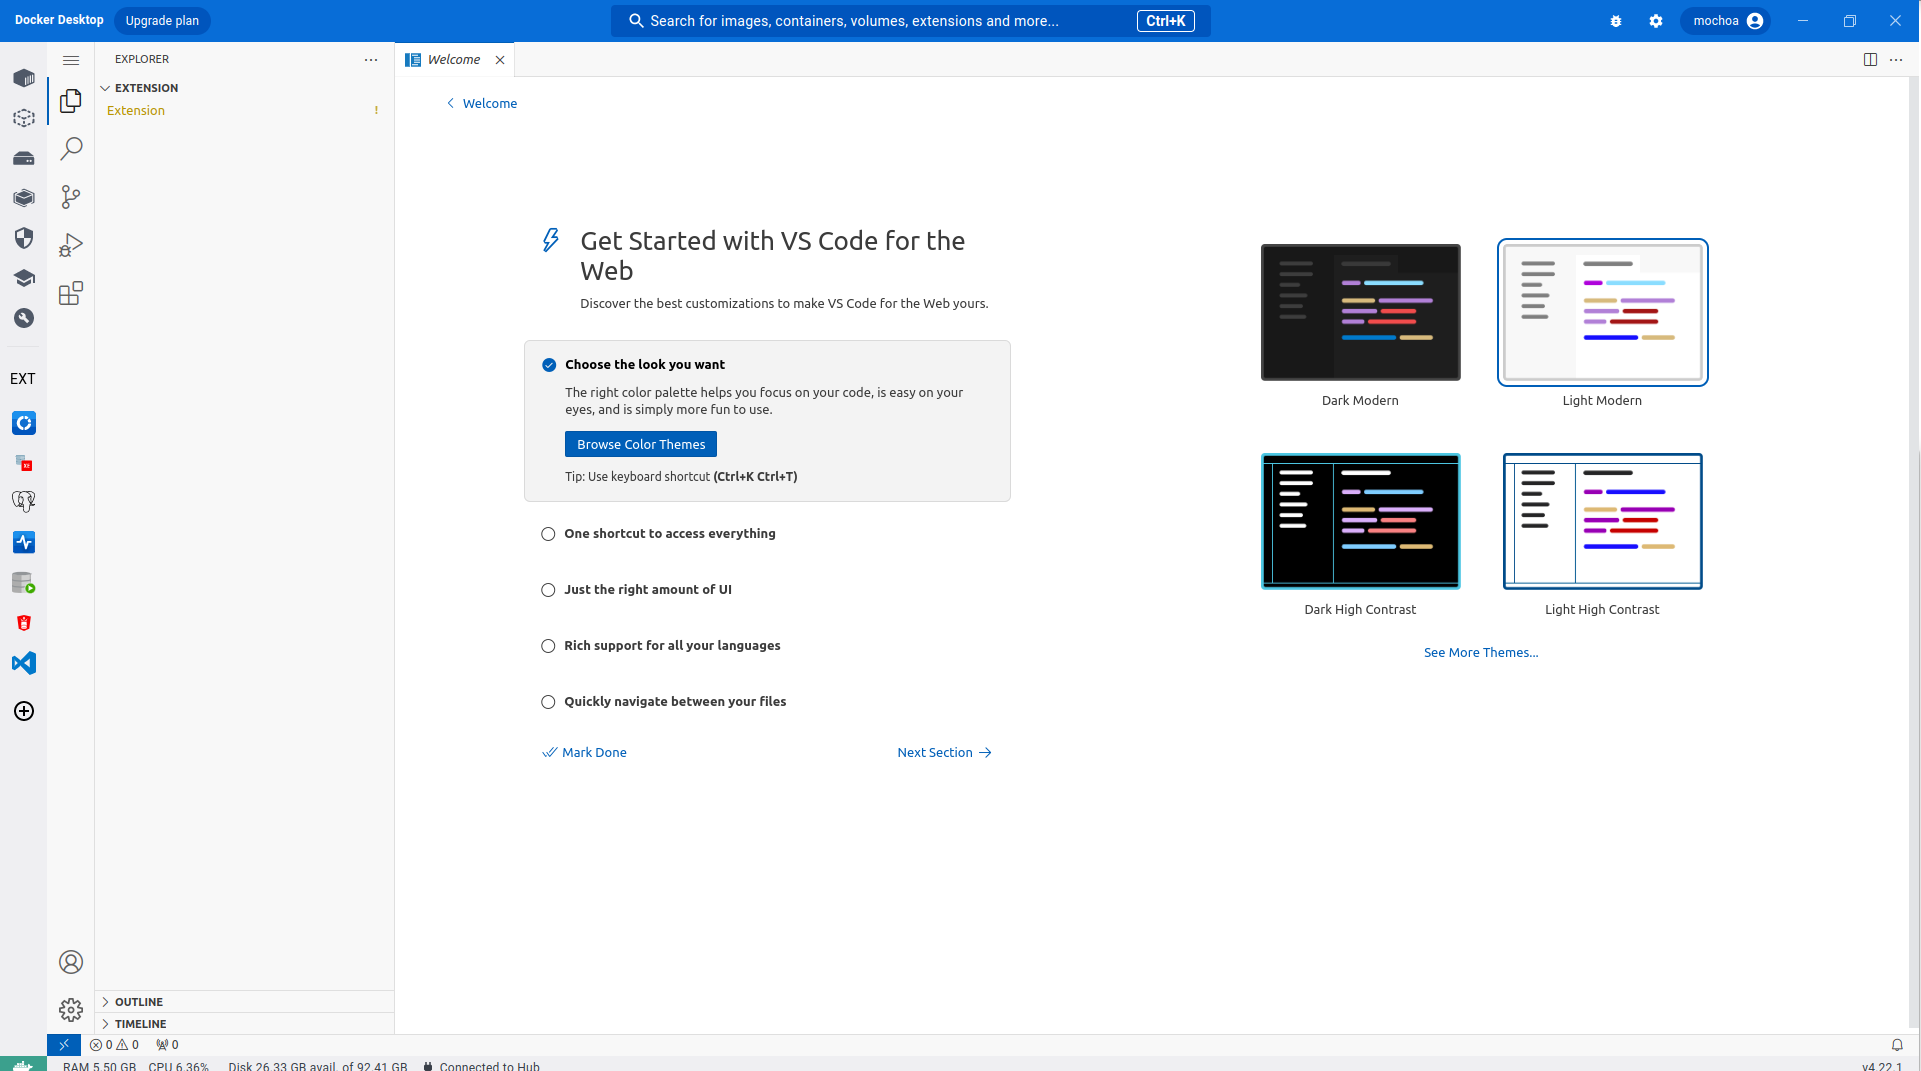 Docker Desktop
Upgrade plan
Search for images, containers, volumes, extensions and more...
Ctrl+K
mochoa
EXPLORER
Welcome
EXTENSION
Extension
!
Welcome
Get Started with VS Code for the
Web
Discover the best customizations to make VS Code for the Web yours.
Choose the look you want
The right color palette helps you focus on your code, is easy on your
eyes, and is simply more fun to use.
Browse Color Themes
Tip: Use keyboard shortcut (Ctrl+K Ctrl+T)
One shortcut to access everything
Just the right amount of UI
Rich support for all your languages
Quickly navigate between your files
Mark Done
Next Section
Dark Modern
Light Modern
Dark High Contrast
Light High Contrast
See More Themes...
EXT
OUTLINE
TIMELINE
0 0 0
RAM 5.50 GB CPU 6.36% Disk 26.33 GB avail. of 92.41 GB Connected to Hub
v4.22.1